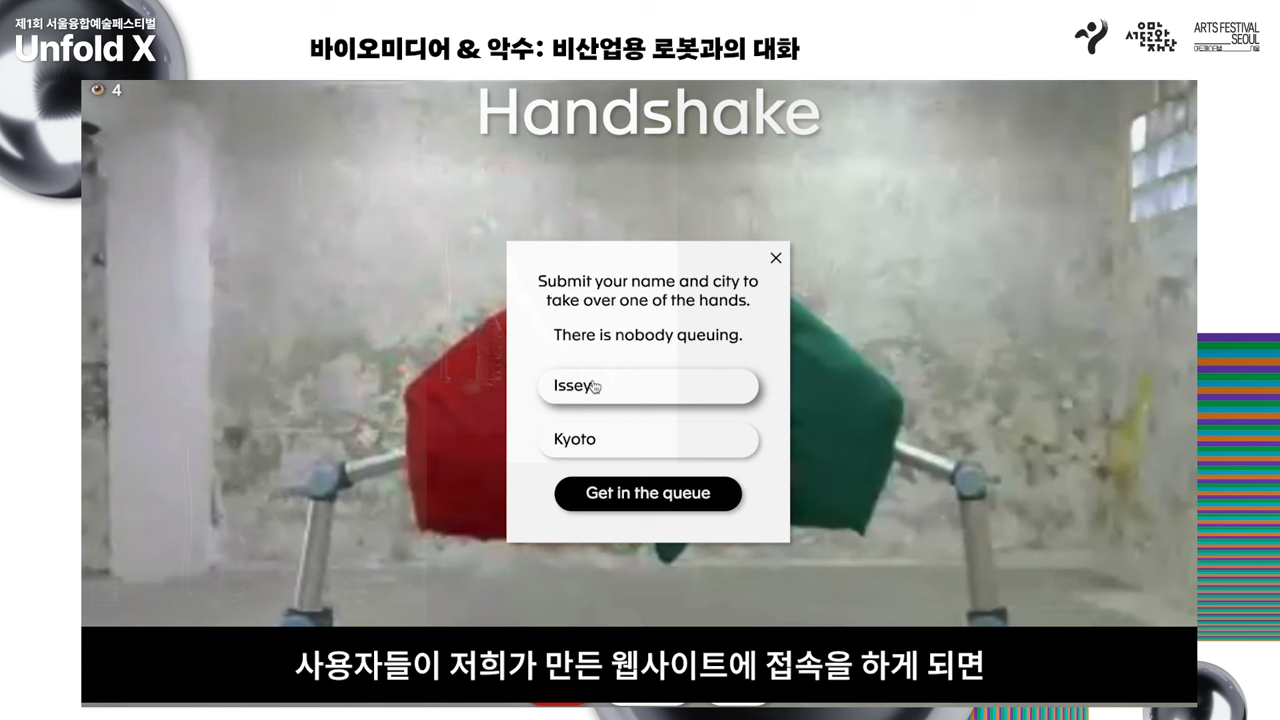 제1회 서울융합예술페스티벌
Unfold X
바이오미디어 & 악수: 비산업용 로봇과의 대화
서울문화재단
ARTS FESTIVAL
SEOUL
4
Handshake
Submit your name and city to
take over one of the hands.
There is nobody queuing.
Issey
Kyoto
Get in the queue
사용자들이 저희가 만든 웹사이트에 접속을 하게 되면